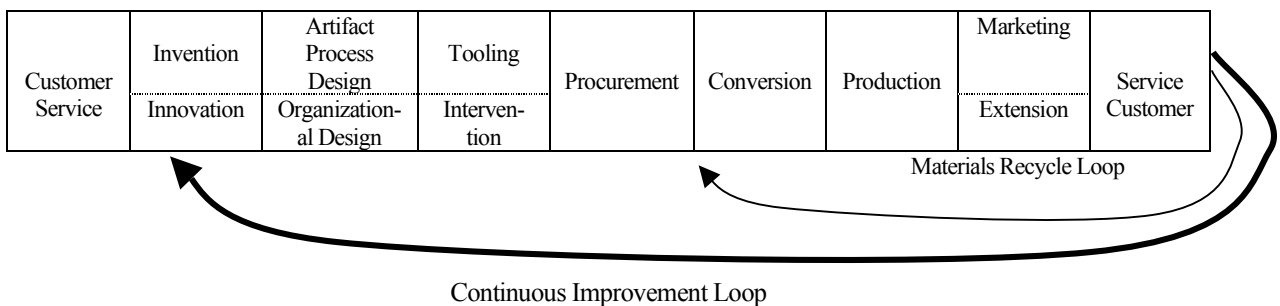 Customer
Service
Invention
Innovation
Artifact
Process
Design
Organization-
al Design
Tooling
Interven-
tion
Procurement
Conversion
Production
Marketing
Extension
Service
Customer
Materials Recycle Loop
Continuous Improvement Loop